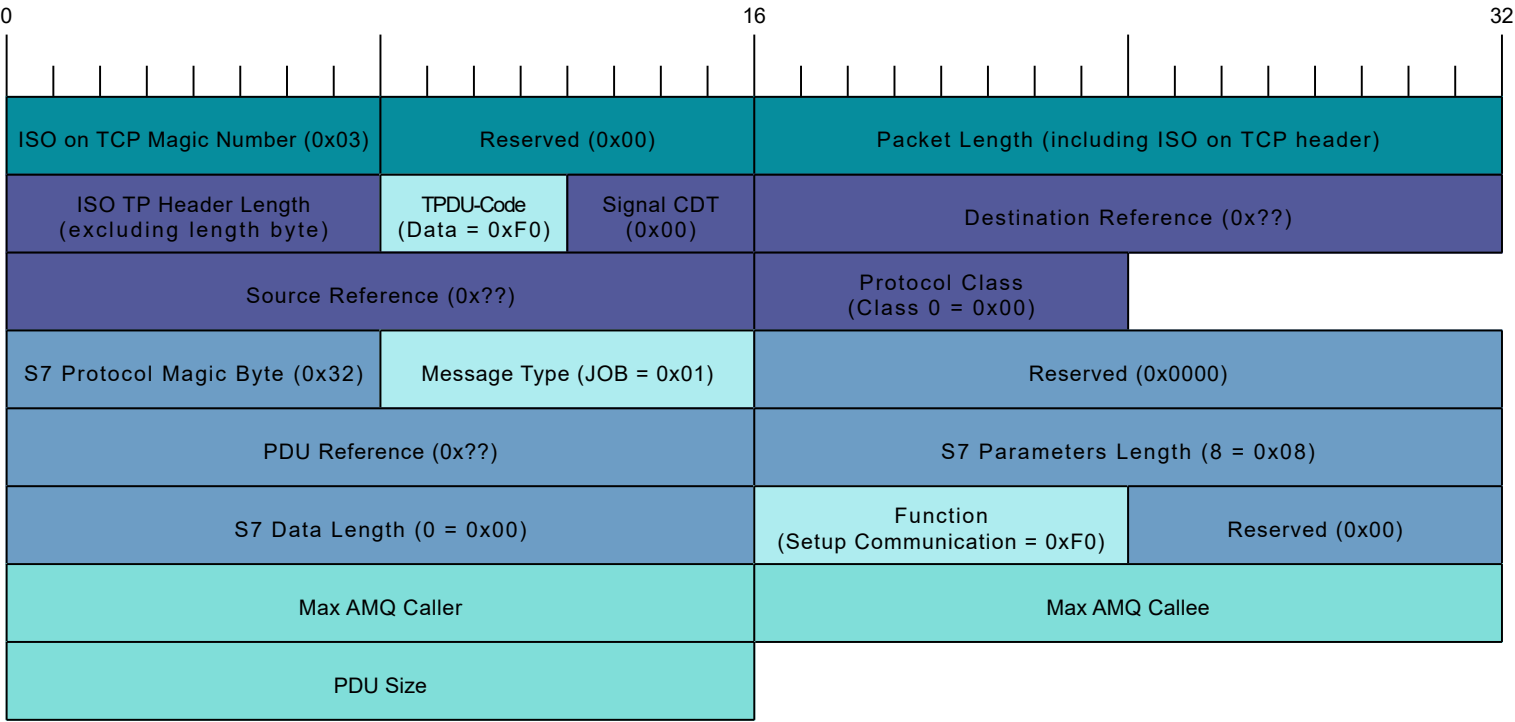 0 16 32
ISO on TCP Magic Number (0x03) Reserved (0x00) Packet Length (including ISO on TCP header)
ISO TP Header Length
(excluding length byte)
TPDU-Code
(Data = 0xF0)
Signal CDT
(0x00)
Destination Reference (0x??)
Source Reference (0x??)
Protocol Class
(Class 0 = 0x00)
S7 Protocol Magic Byte (0x32) Message Type (JOB = 0x01) Reserved (0x0000)
PDU Reference (0x??) S7 Parameters Length (8 = 0x08)
S7 Data Length (0 = 0x00)
Function
(Setup Communication = 0xF0)
Reserved (0x00)
Max AMQ Caller Max AMQ Callee
PDU Size